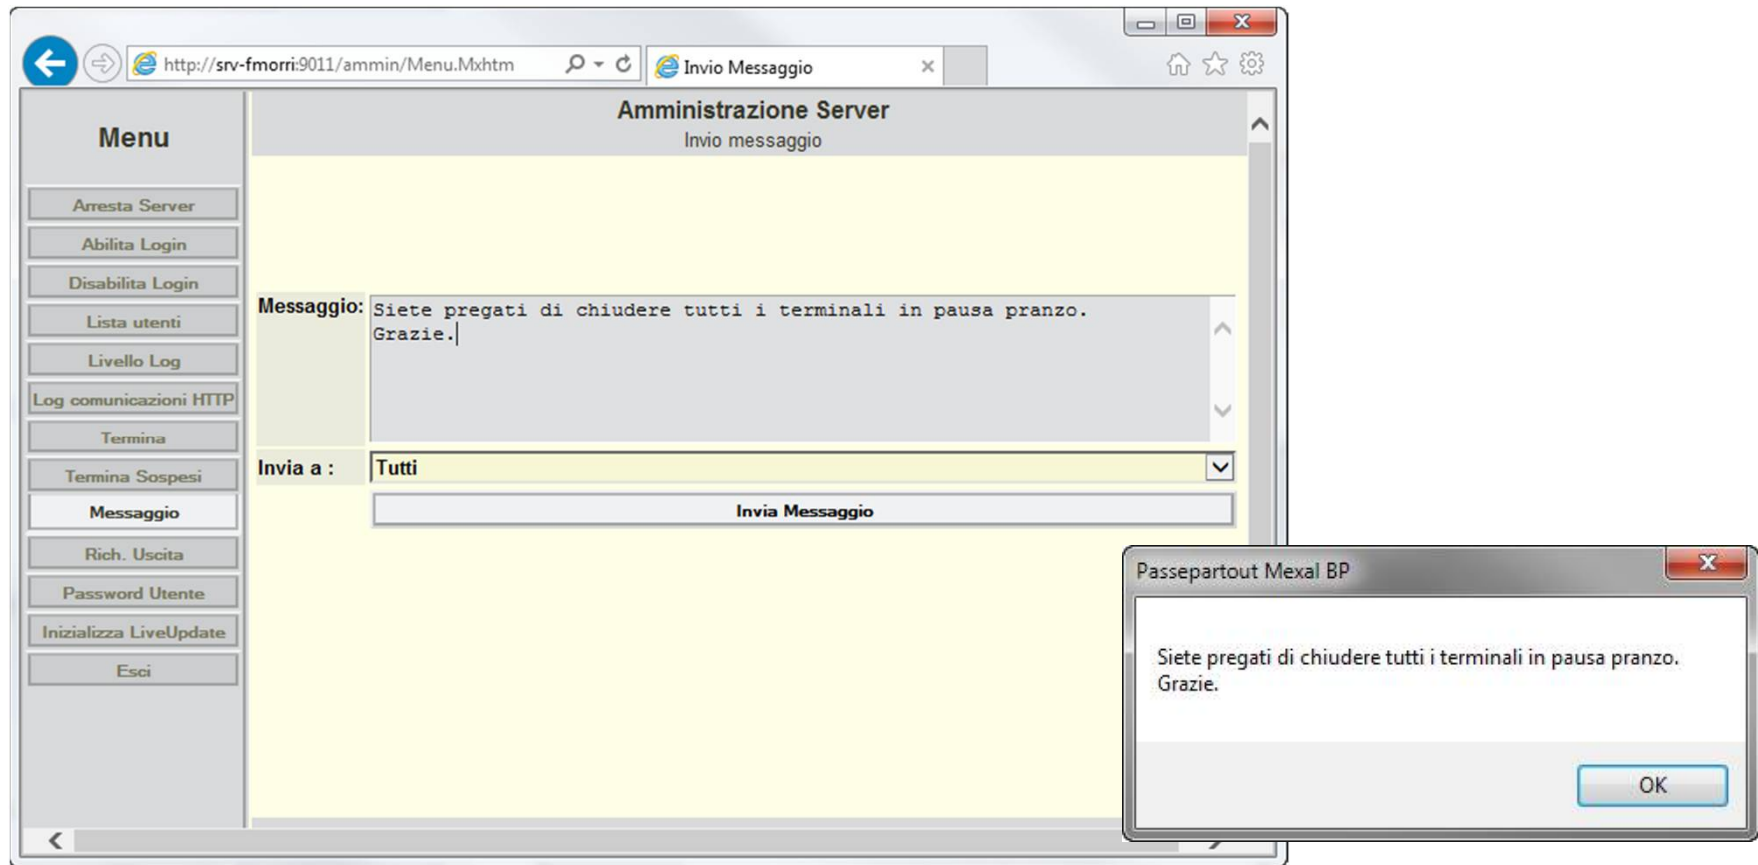 http://srv-fmorri:9011/ammin/Menu.Mxhtm
Invio Messaggio
Menu
Arresta Server
Abilita Login
Disabilita Login
Lista utenti
Livello Log
Log comunicazioni HTTP
Termina
Termina Sospesi
Messaggio
Rich. Uscita
Password Utente
Inizializza LiveUpdate
Esci
Amministrazione Server
Invio messaggio
Messaggio:
Siete pregati di chiudere tutti i terminali in pausa pranzo.
Grazie.
Invia a :
Tutti
Invia Messaggio
Passepartout Mexal BP
Siete pregati di chiudere tutti i terminali in pausa pranzo.
Grazie.
OK